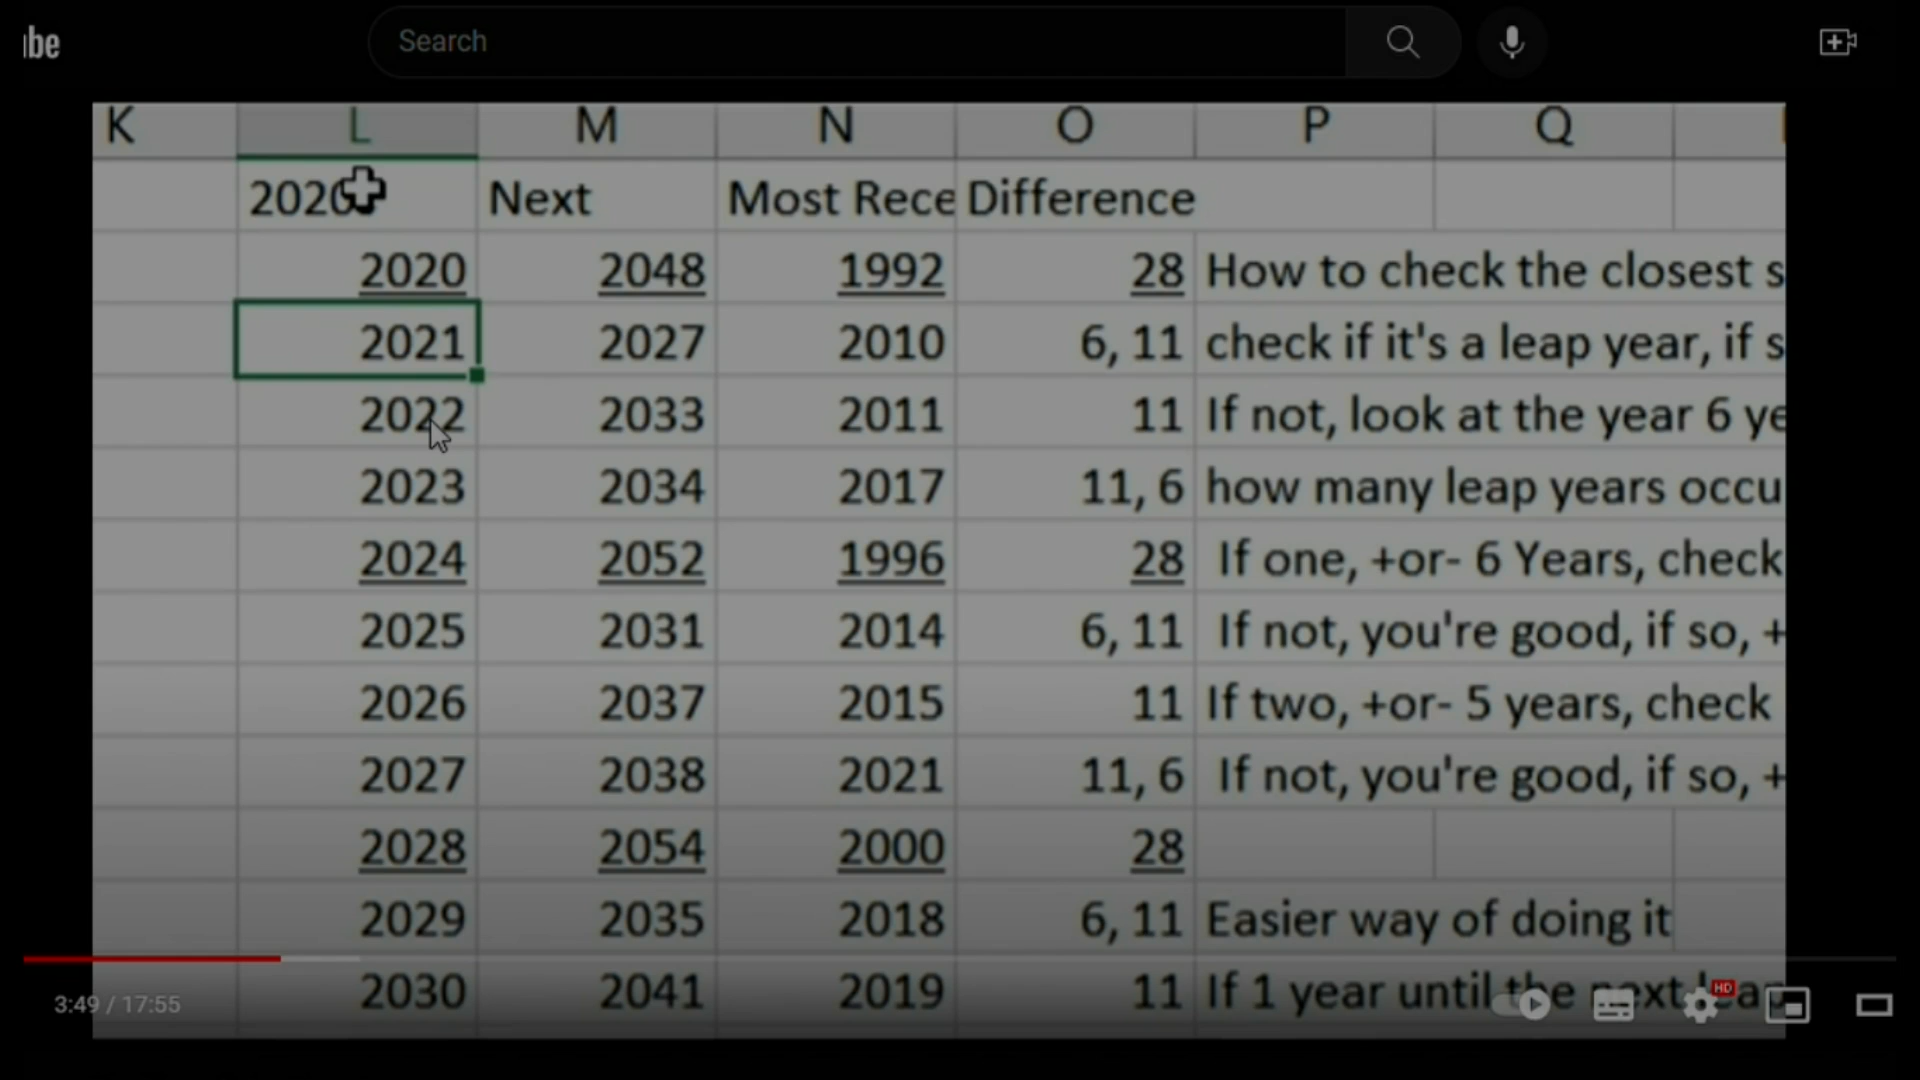 be
Search
K L M N O P Q
2020 Next Most Rece Difference
2020 2048 1992 28 How to check the closest s
2021 2027 2010 6, 11 check if it's a leap year, if s
2022 2033 2011 11 If not, look at the year 6 ye
2023 2034 2017 11, 6 how many leap years occu
2024 2052 1996 28 If one, +or- 6 Years, check
2025 2031 2014 6, 11 If not, you're good, if so, +
2026 2037 2015 11 If two, +or- 5 years, check
2027 2038 2021 11, 6 If not, you're good, if so, +
2028 2054 2000 28
2029 2035 2018 6, 11 Easier way of doing it
2030 2041 2019 11 If 1 year until the next leap
3:49 / 17:55
HD